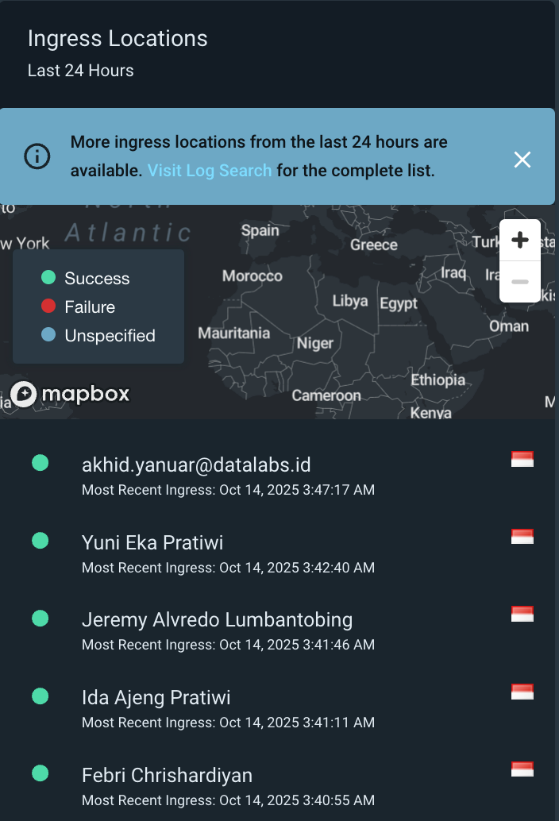 Ingress Locations
Last 24 Hours
More ingress locations from the last 24 hours are
available. Visit Log Search for the complete list.
Atlantic
w York
Spain
Greece
Turk
Success
Failure
Unspecified
Morocco
Iraq
Ira
Libya
Egypt
Mauritania
Niger
Oman
Ethiopia
Cameroon
Kenya
mapbox
akhid.yanuar@datalabs.id
Most Recent Ingress: Oct 14, 2025 3:47:17 AM
Yuni Eka Pratiwi
Most Recent Ingress: Oct 14, 2025 3:42:40 AM
Jeremy Alvredo Lumbantobing
Most Recent Ingress: Oct 14, 2025 3:41:46 AM
Ida Ajeng Pratiwi
Most Recent Ingress: Oct 14, 2025 3:41:11 AM
Febri Chrishardiyan
Most Recent Ingress: Oct 14, 2025 3:40:55 AM